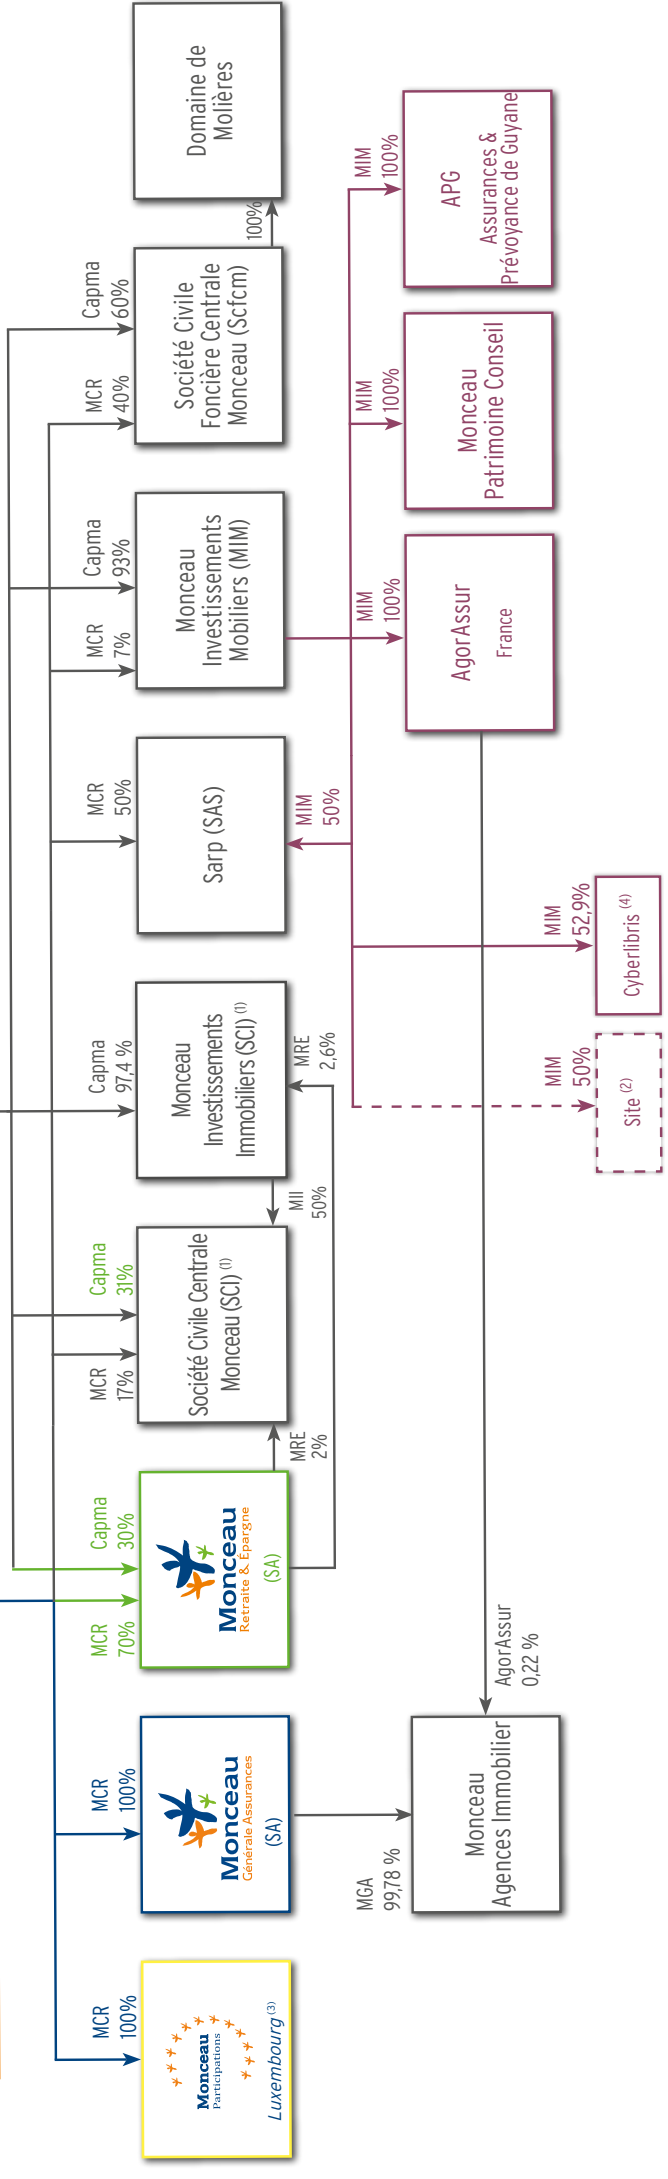 MCR
100%
Monceau
Participations
Luxembourg (3)
MCR
100%
Monceau
Générale Assurances
(SA)
MCR
70%
Capma
30%
Monceau
Retraite & Épargne
(SA)
MCR
17%
Capma
31%
Société Civile Centrale
Monceau (SCI) (1)
Capma
97,4 %
Monceau
Investissements
Immobiliers (SCI) (1)
MCR
50%
Sarp (SAS)
MCR
7%
Capma
93%
Monceau
Investissements
Mobiliers (MIM)
MCR
40%
Capma
60%
Société Civile
Foncière Centrale
Monceau (Scfcm)
100%
Domaine de
Molières
MRE
2%
MII
50%
MRE
2,6%
MIM
50%
MIM
100%
MIM
100%
MIM
100%
MGA
99,78 %
Monceau
Agences Immobilier
AgorAssur
0,22 %
AgorAssur
France
Monceau
Patrimoine Conseil
APG
Assurances &
Prévoyance de Guyane
MIM
50%
Site (2)
MIM
52,9%
Cyberlibris (4)